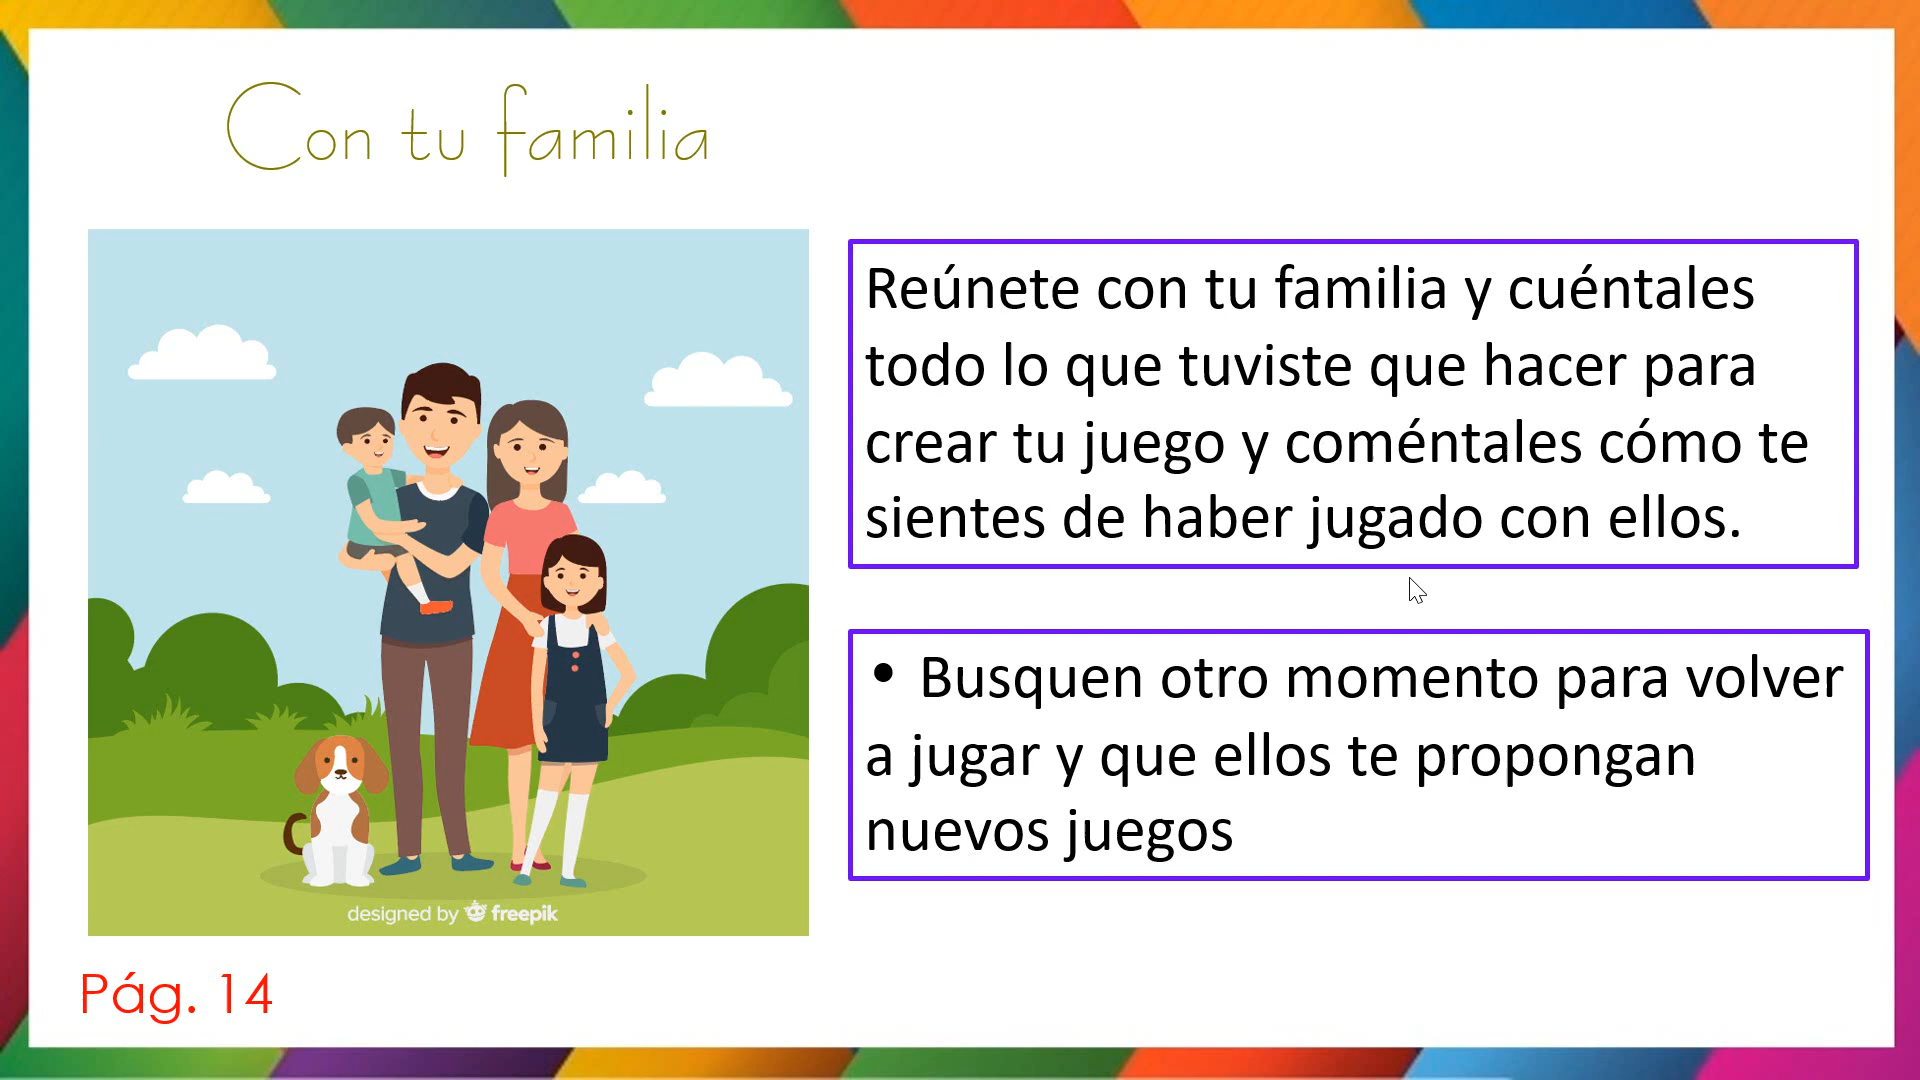 Con tu familia
Reúnete con tu familia y cuéntales
todo lo que tuviste que hacer para
crear tu juego y coméntales cómo te
sientes de haber jugado con ellos.
• Busquen otro momento para volver
a jugar y que ellos te propongan
nuevos juegos
designed by freepik
Pág. 14